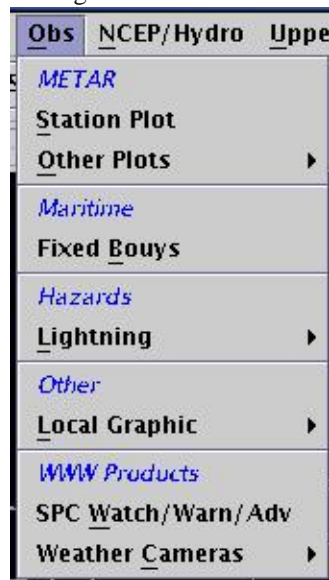 Obs NCEP/Hydro Uppe
METAR
Station Plot
Other Plots
Maritime
Fixed Bouys
Hazards
Lightning
Other
Local Graphic
WWW Products
SPC Watch/Warn/Adv
Weather Cameras